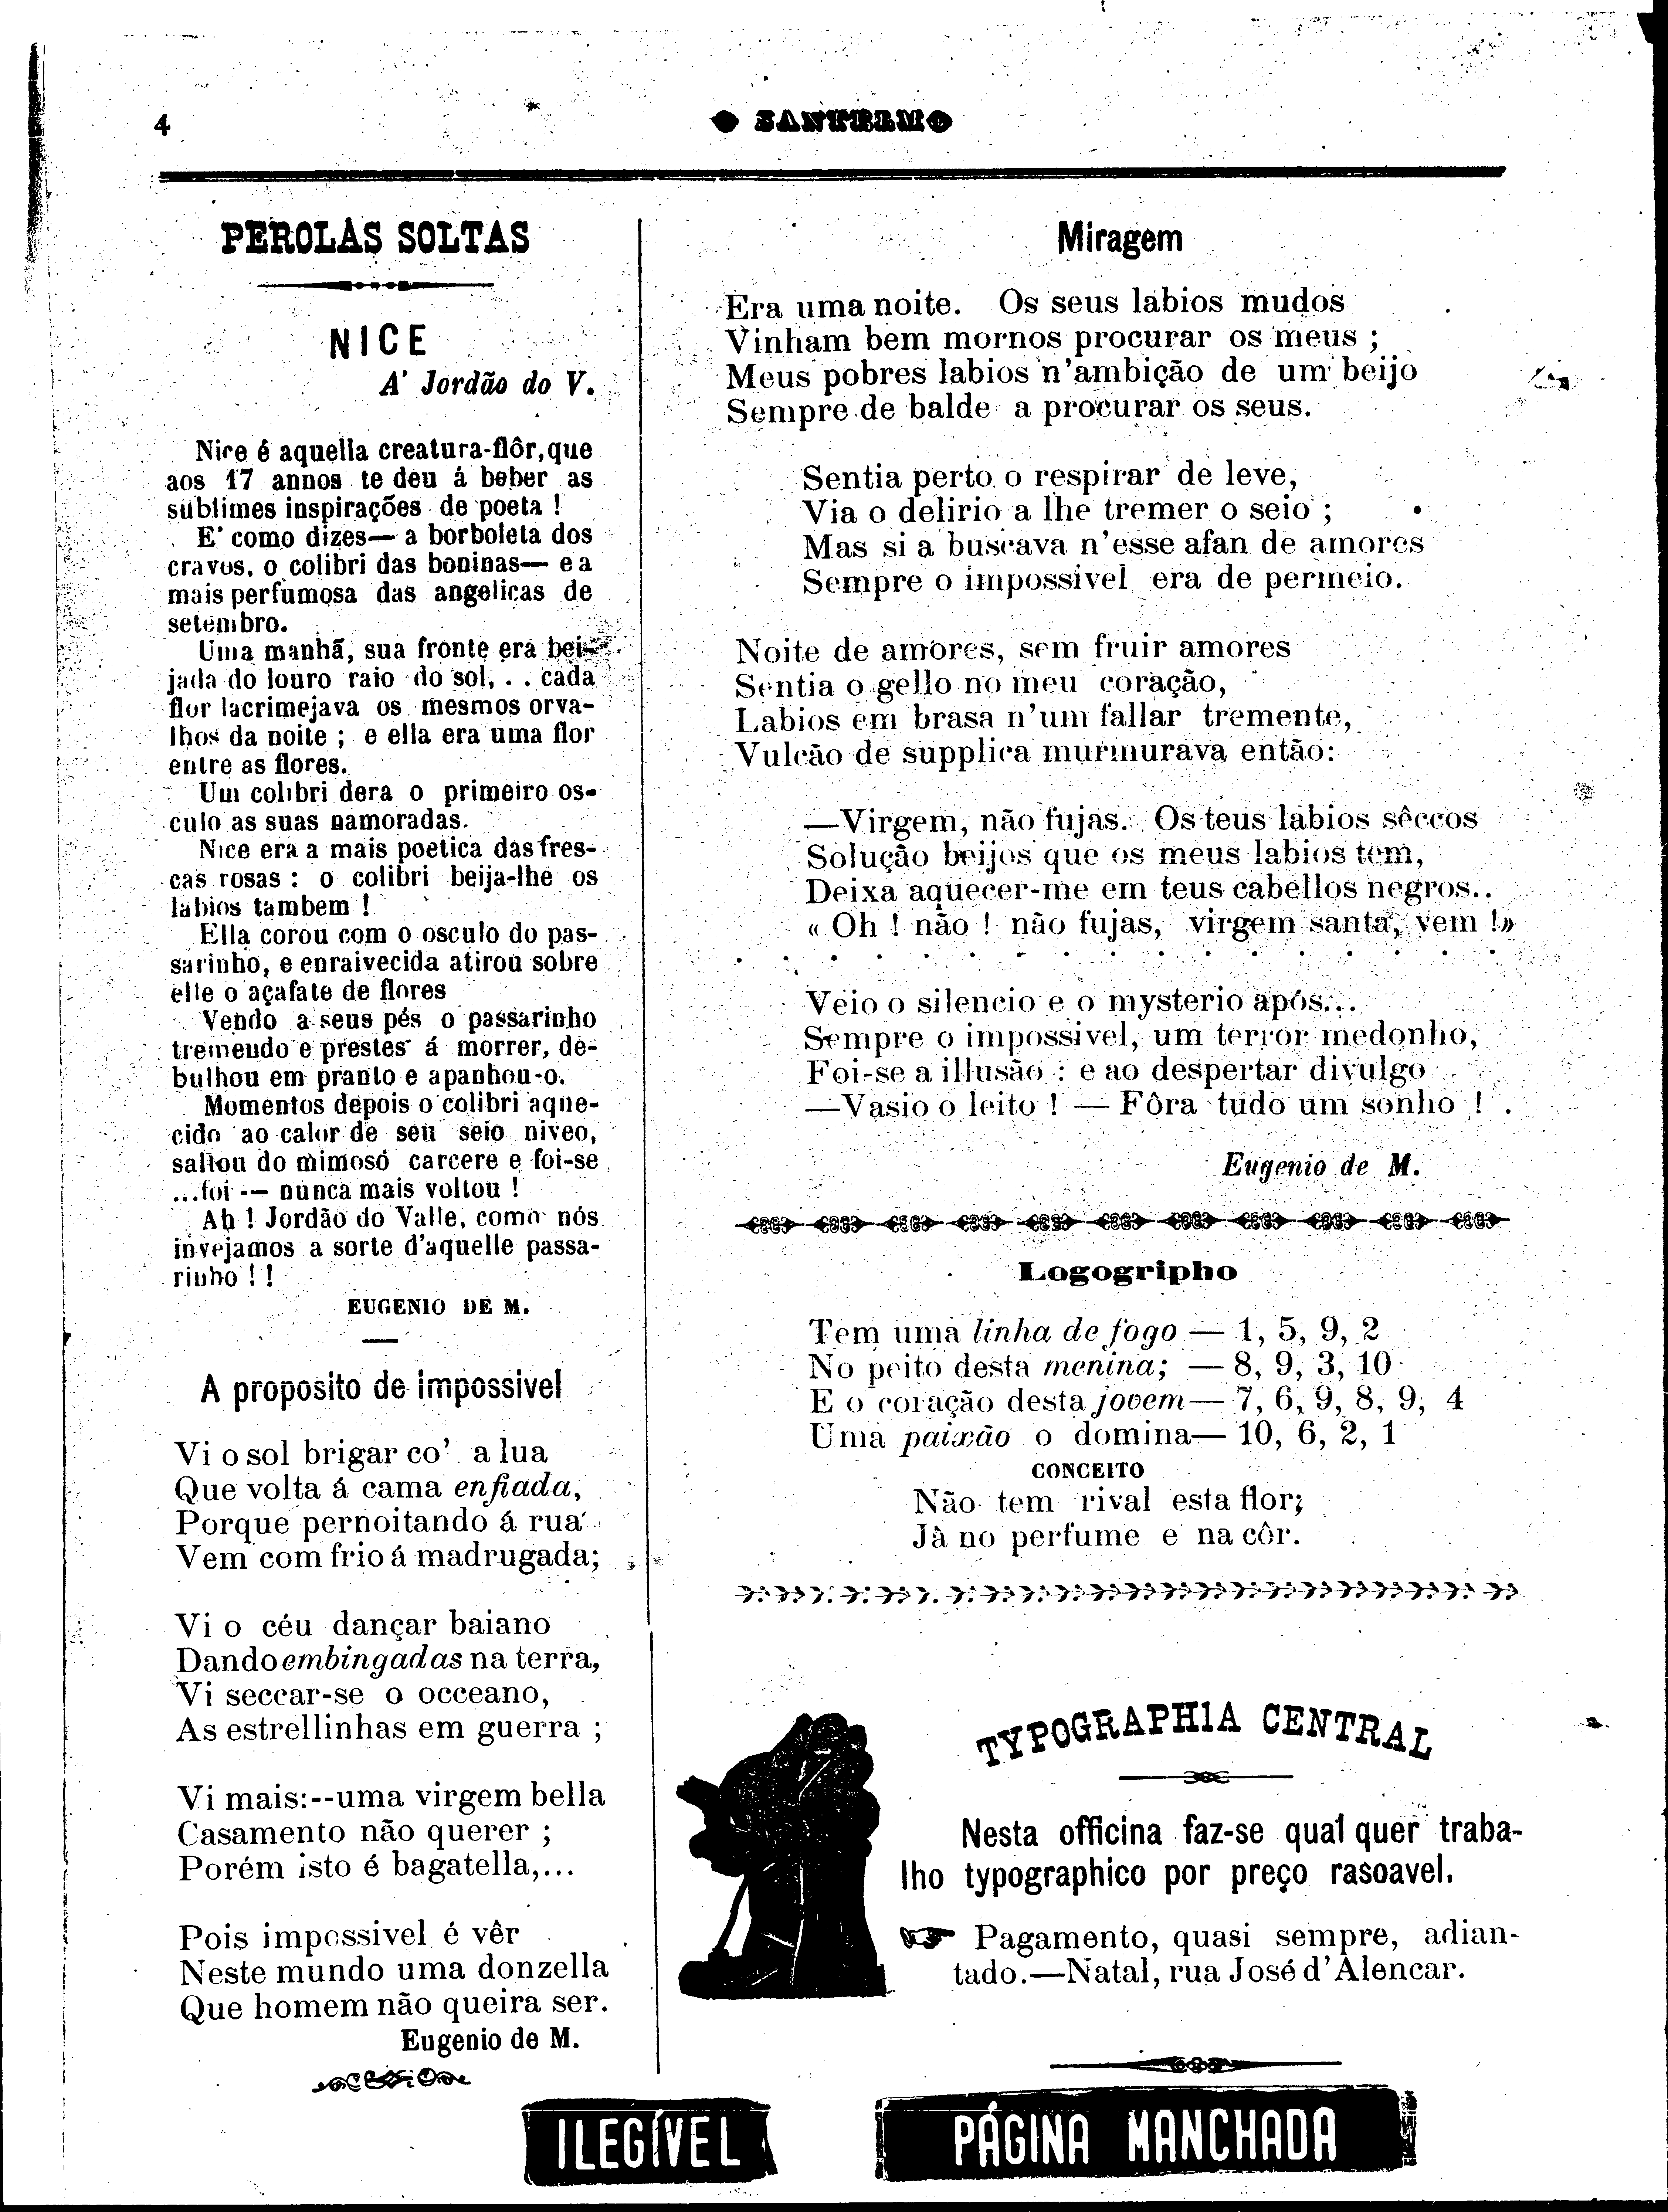 4
O SANTELMO
PEROLAS SOLTAS
NICE
A' Jordão do V.
Nice é aquella creatura-flôr, que
aos 17 annos te deu á beber as
sublimes inspirações de poeta !
E' como dizes— a borboleta dos
cravos, o colibri das boninas— e a
mais perfumosa das angelicas de
setembro.
Uma manhã, sua fronte era bei-
jada do louro raio do sol, . . cada
flor lacrimejava os mesmos orva-
lhos da noite ; e ella era uma flor
entre as flores.
Um colibri dera o primeiro os-
culo as suas namoradas.
Nice era a mais poetica das fres-
cas rosas : o colibri beija-lhe os
labios tambem !
Ella corou com o osculo do pas-
sarinho, e enraivecida atirou sobre
elle o açafate de flores
Vendo a seus pés o passarinho
tremendo e prestes á morrer, de-
bulhou em pranto e apanhou-o.
Momentos depois o colibri aque-
cido ao calor de seu seio niveo,
saltou do mimoso carcere e foi-se
...foi -— nunca mais voltou !
Ah ! Jordão do Valle, como nós
invejamos a sorte d'aquelle passa-
rinho ! !
EUGENIO DE M.
A proposito de impossivel
Vi o sol brigar co' a lua
Que volta á cama enfiada,
Porque pernoitando á rua
Vem com frio á madrugada;
Vi o céu dançar baiano
Dando embingadas na terra,
Vi seccar-se o occeano,
As estrellinhas em guerra ;
Vi mais:--uma virgem bella
Casamento não querer ;
Porém isto é bagatella,...
Pois impossivel é vêr
Neste mundo uma donzella
Que homem não queira ser.
Eugenio de M.
Miragem
Era uma noite. Os seus labios mudos
Vinham bem mornos procurar os meus ;
Meus pobres labios n'ambição de um beijo
Sempre de balde a procurar os seus.
Sentia perto o respirar de leve,
Via o delirio a lhe tremer o seio ;
Mas si a buscava n'esse afan de amores
Sempre o impossivel era de permeio.
Noite de amores, sem fruir amores
Sentia o gello no meu coração,
Labios em brasa n'um fallar tremente,
Vulcão de supplica murmurava então:
—Virgem, não fujas. Os teus labios sêccos
Solução beijos que os meus labios tem,
Deixa aquecer-me em teus cabellos negros..
« Oh ! não ! não fujas, virgem santa, vem !»
. . . . . . . . . . . . . . . . .
Veio o silencio e o mysterio após...
Sempre o impossivel, um terror medonho,
Foi-se a illusão : e ao despertar divulgo
—Vasio o leito ! — Fôra tudo um sonho ! .
Eugenio de M.
Logogripho
Tem uma linha de fogo — 1, 5, 9, 2
No peito desta menina; — 8, 9, 3, 10
E o coração desta jovem— 7, 6, 9, 8, 9, 4
Uma paixão o domina— 10, 6, 2, 1
CONCEITO
Não tem rival esta flor;
Já no perfume e na côr.
TYPOGRAPHIA CENTRAL
Nesta officina faz-se qualquer traba-
lho typographico por preço rasoavel.
Pagamento, quasi sempre, adian-
tado.—Natal, rua José d'Alencar.
ILEGÍVEL
PÁGINA MANCHADA